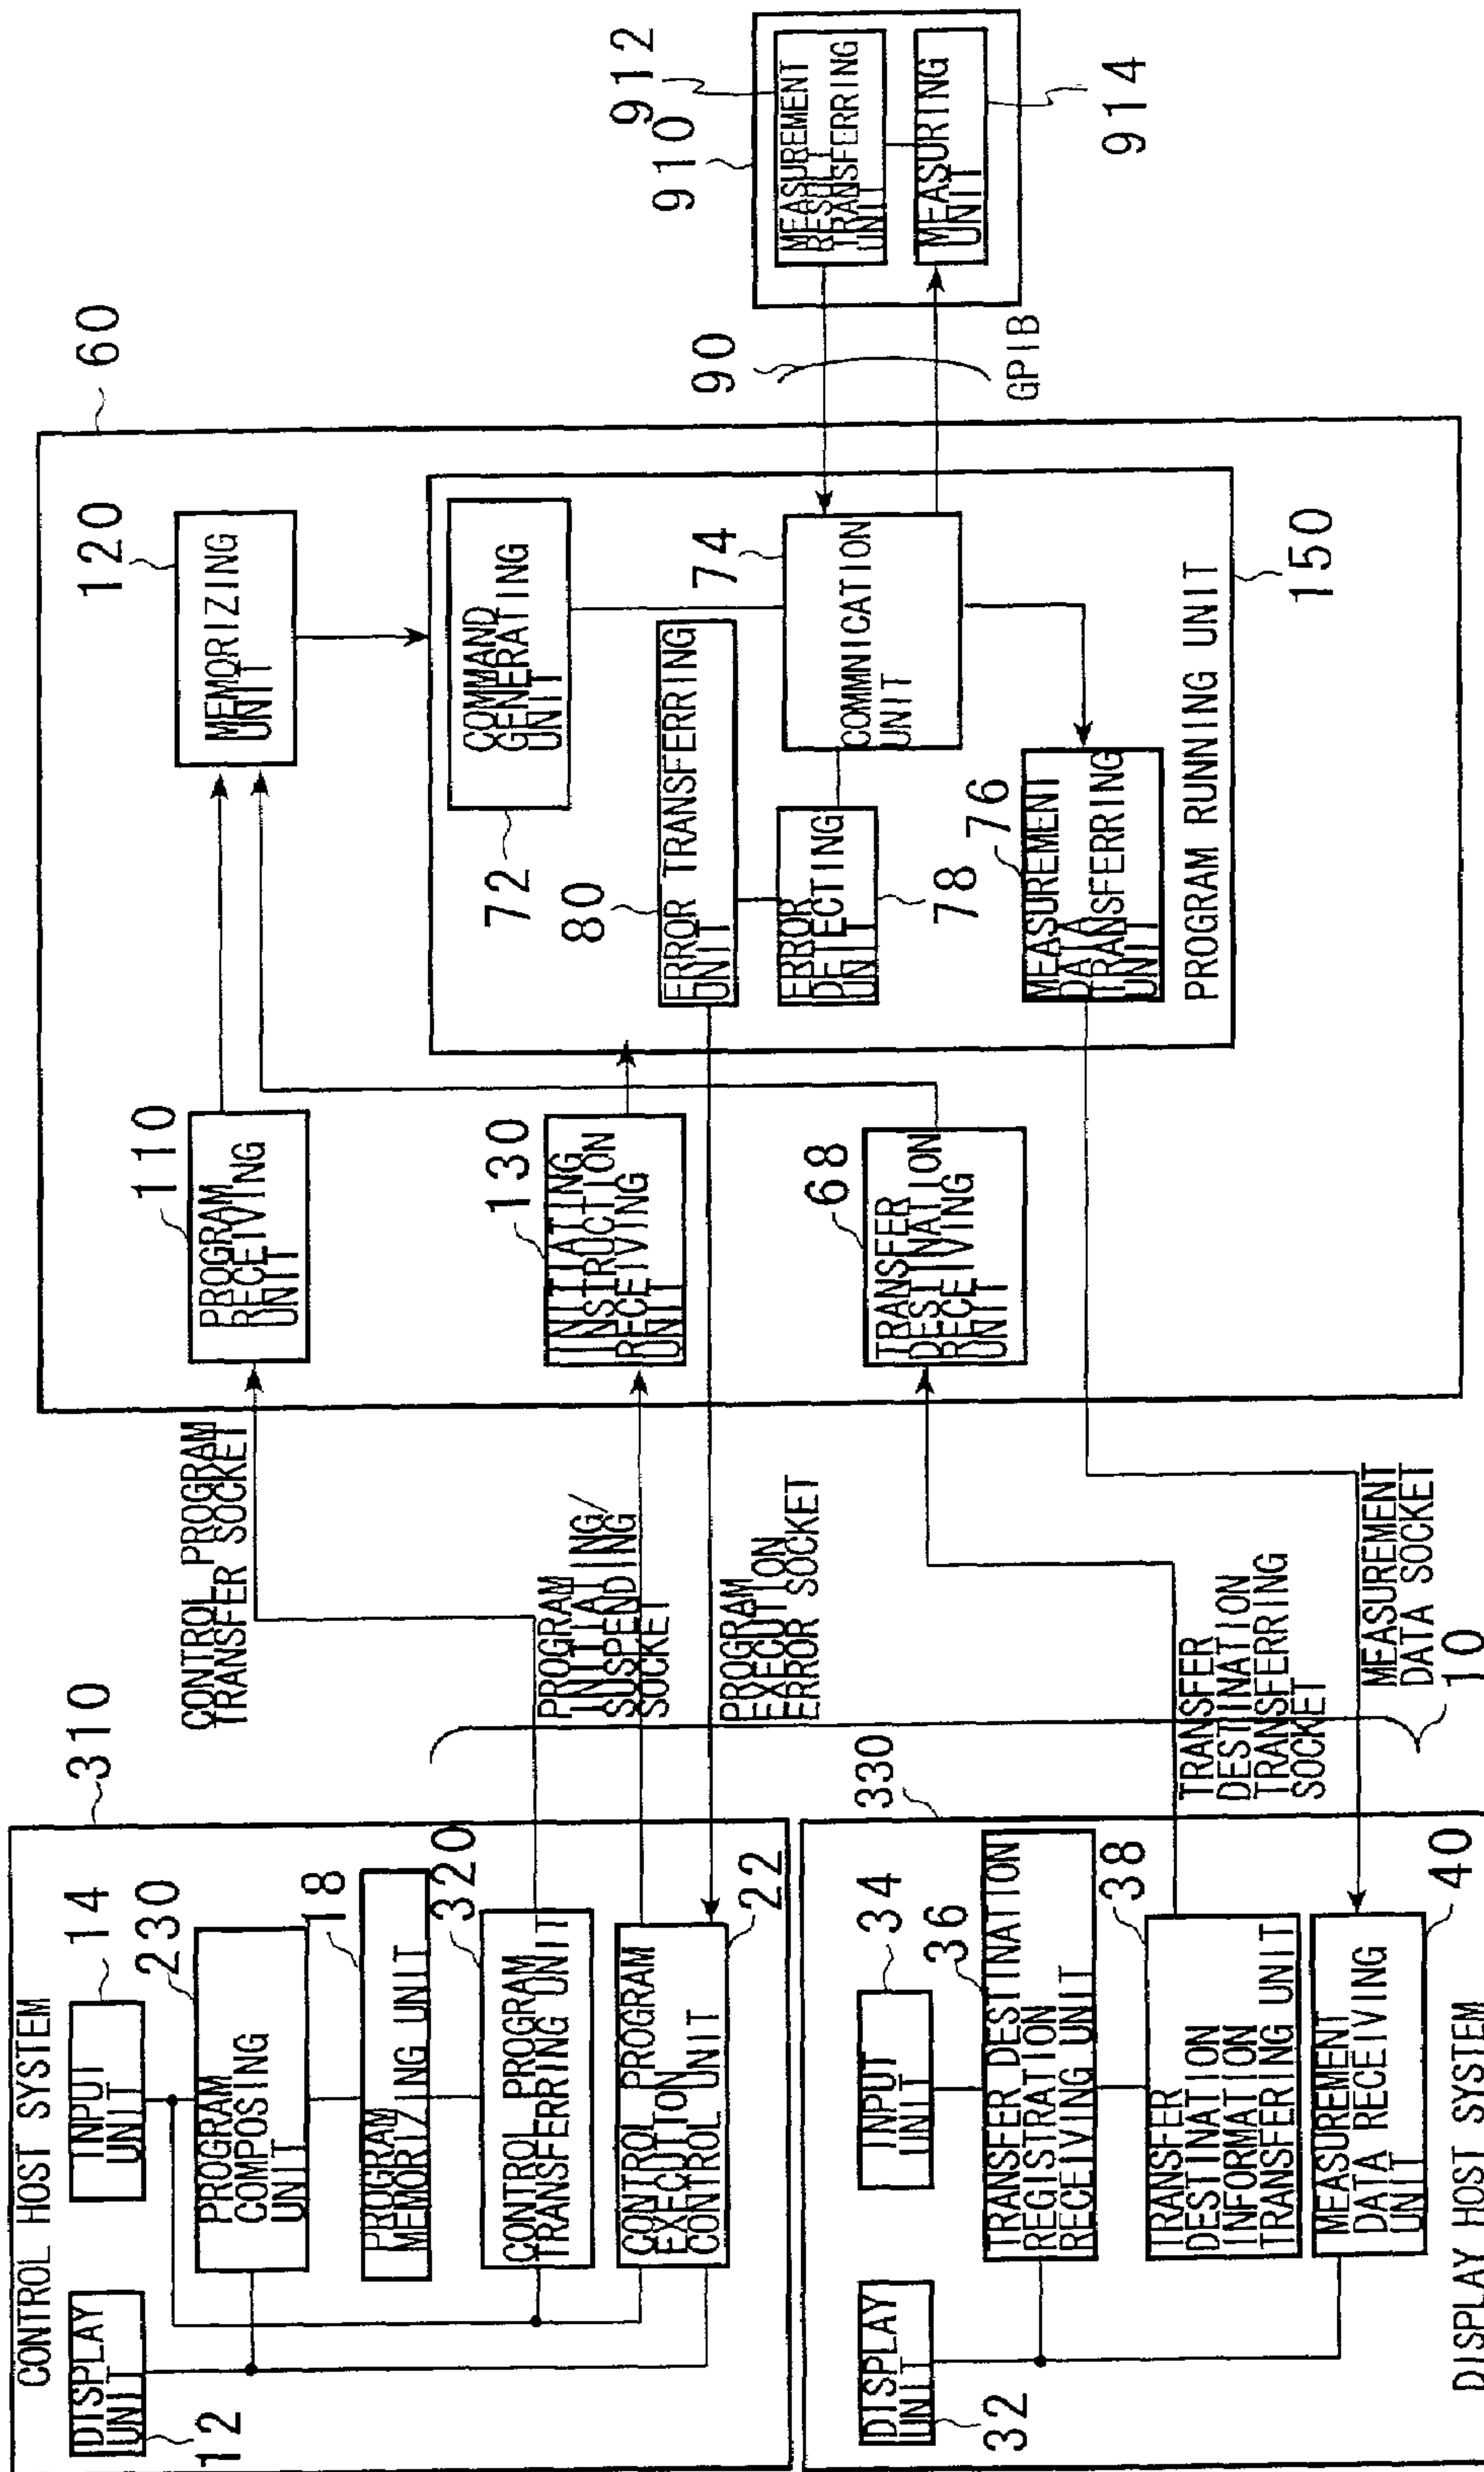 CONTROL HOST SYSTEM
310
DISPLAY
UNIT
12
INPUT
UNIT
14
PROGRAM
COMPOSING
UNIT
230
PROGRAM
MEMORIZING UNIT
18
CONTROL PROGRAM
TRANSFERRING UNIT
320
CONTROL PROGRAM
EXECUTION
CONTROL UNIT
22
DISPLAY HOST SYSTEM
330
DISPLAY
UNIT
32
INPUT
UNIT
34
TRANSFER DESTINATION
REGISTRATION
RECEIVING UNIT
36
TRANSFER
DESTINATION
INFORMATION
TRANSFERING UNIT
38
MEASUREMENT
DATA RECEIVING
UNIT
40
CONTROL PROGRAM
TRANSFER SOCKET
PROGRAM
INITIATING/
SUSPENDING
SOCKET
PROGRAM
EXECUTION
ERROR SOCKET
TRANSFER
DESTINATION
TRANSFERRING
SOCKET
MEASUREMENT
DATA SOCKET
10
60
PROGRAM
RECEIVING
UNIT
110
MEMORIZING
UNIT
120
INITIATING
INSTRUCTION
RECEIVING
UNIT
130
TRANSFER
DESTINATION
RECEIVING
UNIT
68
COMMAND
GENERATING
UNIT
72
ERROR TRANSFERRING
UNIT
80
ERROR
DETECTING
UNIT
78
COMMNICATION
UNIT
74
MEASUREMENT
DATA
TRANSFERRING
UNIT
76
PROGRAM RUNNING UNIT
150
90
GPIB
910
MEASUREMENT
RESULT
TRANSFERRING
UNIT
912
MEASURING
UNIT
914